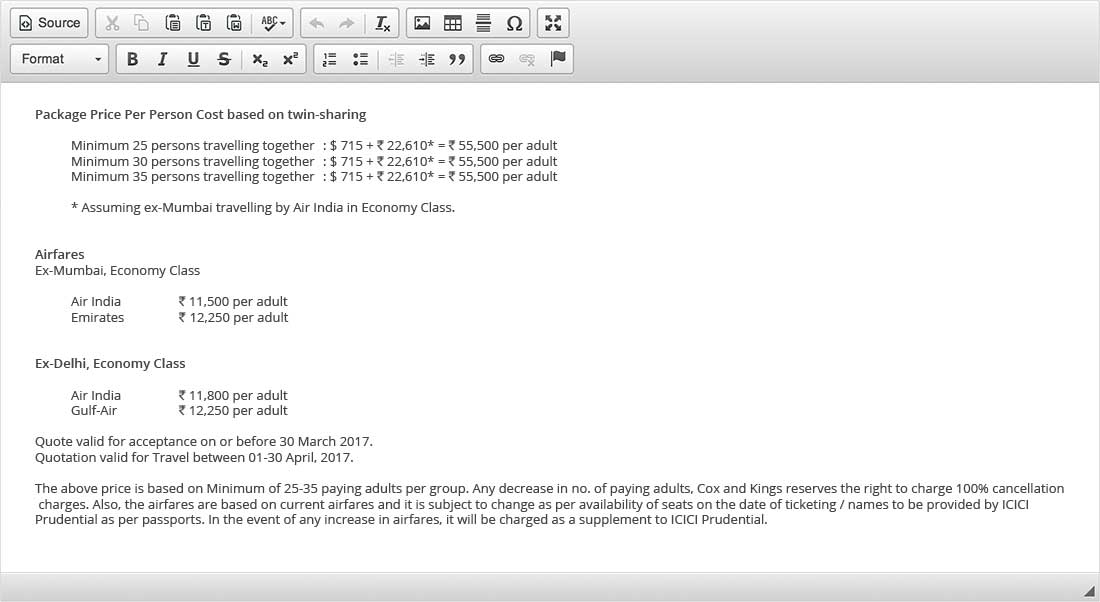 Source
ABC
Format
B I U S x₂ x²
Package Price Per Person Cost based on twin-sharing
Minimum 25 persons travelling together : $ 715 + ₹ 22,610* = ₹ 55,500 per adult
Minimum 30 persons travelling together : $ 715 + ₹ 22,610* = ₹ 55,500 per adult
Minimum 35 persons travelling together : $ 715 + ₹ 22,610* = ₹ 55,500 per adult
* Assuming ex-Mumbai travelling by Air India in Economy Class.
Airfares
Ex-Mumbai, Economy Class
Air India ₹ 11,500 per adult
Emirates ₹ 12,250 per adult
Ex-Delhi, Economy Class
Air India ₹ 11,800 per adult
Gulf-Air ₹ 12,250 per adult
Quote valid for acceptance on or before 30 March 2017.
Quotation valid for Travel between 01-30 April, 2017.
The above price is based on Minimum of 25-35 paying adults per group. Any decrease in no. of paying adults, Cox and Kings reserves the right to charge 100% cancellation
charges. Also, the airfares are based on current airfares and it is subject to change as per availability of seats on the date of ticketing / names to be provided by ICICI
Prudential as per passports. In the event of any increase in airfares, it will be charged as a supplement to ICICI Prudential.